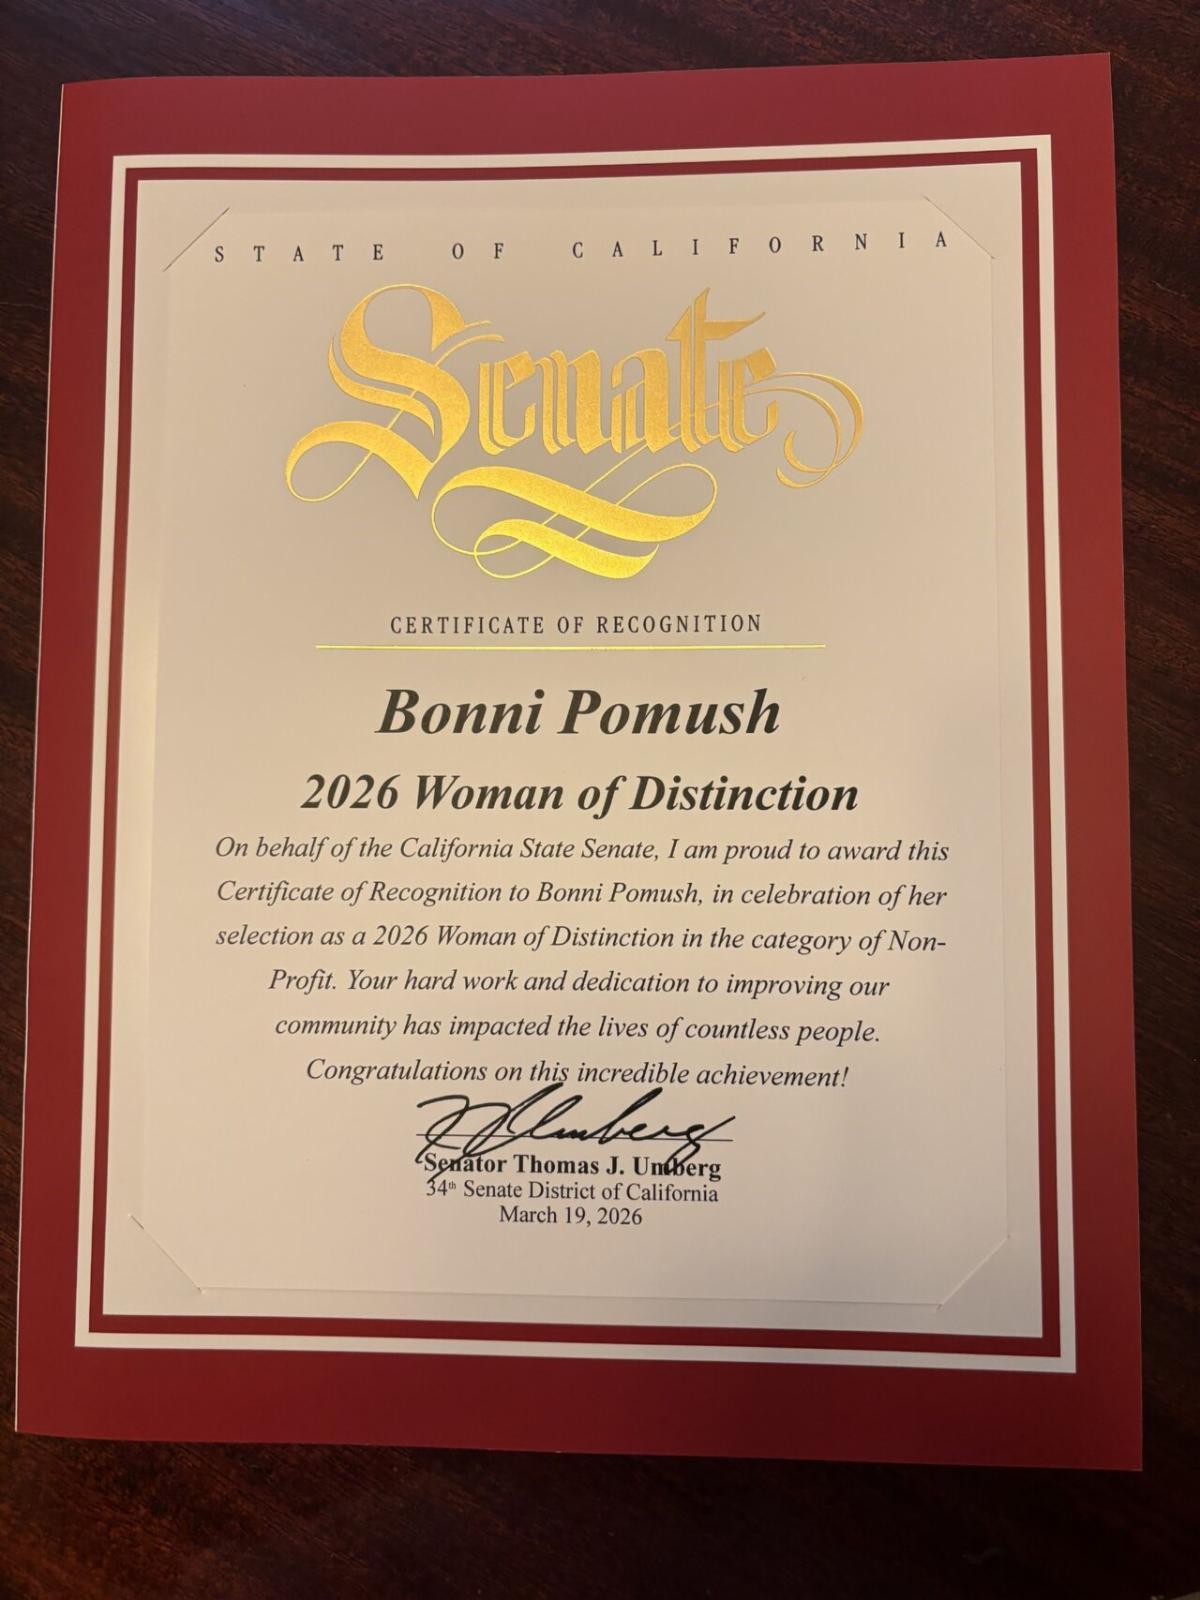 STATE OF CALIFORNIA
Senate
CERTIFICATE OF RECOGNITION
Bonni Pomush
2026 Woman of Distinction
On behalf of the California State Senate, I am proud to award this
Certificate of Recognition to Bonni Pomush, in celebration of her
selection as a 2026 Woman of Distinction in the category of Non-
Profit. Your hard work and dedication to improving our
community has impacted the lives of countless people.
Congratulations on this incredible achievement!
Senator Thomas J. Umberg
34th Senate District of California
March 19, 2026